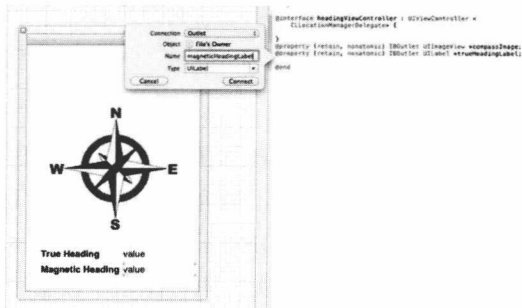 Connection Outlet
Object File's Owner
Name magneticHeadingLabel
Type UILabel
Cancel Connect
@interface headingViewController : UIViewController <
CLLocationManagerDelegate> {
}
@property (retain, nonatomic) IBOutlet UIImageView *compassImage;
@property (retain, nonatomic) IBOutlet UILabel *trueHeadingLabel;
@end
N
W E
S
True Heading value
Magnetic Heading value